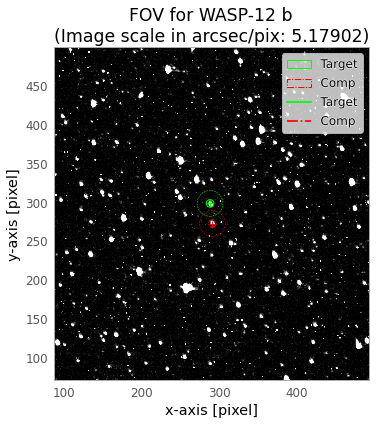 FOV for WASP-12 b
(Image scale in arcsec/pix: 5.17902)
Target
Comp
Target
Comp
450
400
350
300
250
200
150
100
y-axis [pixel]
100
200
300
400
x-axis [pixel]